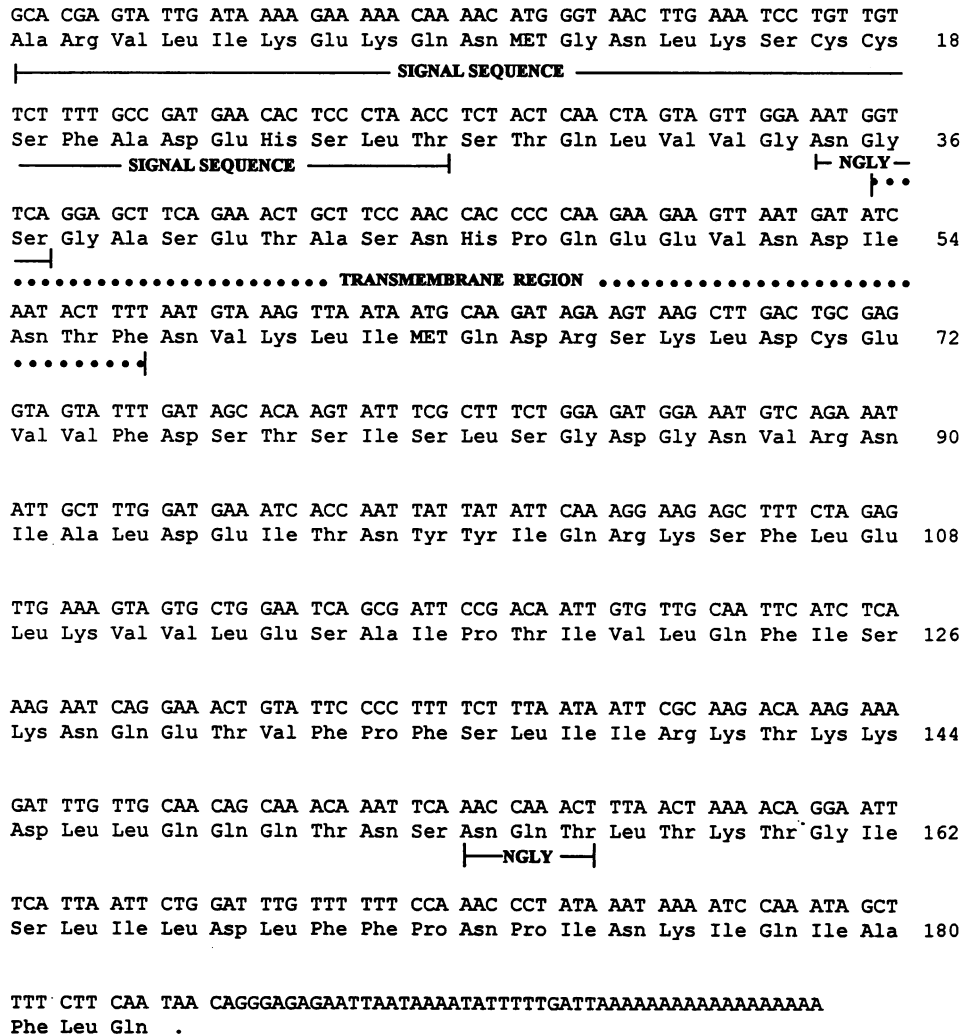 GCA CGA GTA TTG ATA AAA GAA AAA CAA AAC ATG GGT AAC TTG AAA TCC TGT TGT
Ala Arg Val Leu Ile Lys Glu Lys Gln Asn MET Gly Asn Leu Lys Ser Cys Cys 18
SIGNAL SEQUENCE
TCT TTT GCC GAT GAA CAC TCC CTA ACC TCT ACT CAA CTA GTA GTT GGA AAT GGT
Ser Phe Ala Asp Glu His Ser Leu Thr Ser Thr Gln Leu Val Val Gly Asn Gly 36
SIGNAL SEQUENCE NGLY
TCA GGA GCT TCA GAA ACT GCT TCC AAC CAC CCC CAA GAA GAA GTT AAT GAT ATC
Ser Gly Ala Ser Glu Thr Ala Ser Asn His Pro Gln Glu Glu Val Asn Asp Ile 54
TRANSMEMBRANE REGION
AAT ACT TTT AAT GTA AAG TTA ATA ATG CAA GAT AGA AGT AAG CTT GAC TGC GAG
Asn Thr Phe Asn Val Lys Leu Ile MET Gln Asp Arg Ser Lys Leu Asp Cys Glu 72
GTA GTA TTT GAT AGC ACA AGT ATT TCG CTT TCT GGA GAT GGA AAT GTC AGA AAT
Val Val Phe Asp Ser Thr Ser Ile Ser Leu Ser Gly Asp Gly Asn Val Arg Asn 90
ATT GCT TTG GAT GAA ATC ACC AAT TAT TAT ATT CAA AGG AAG AGC TTT CTA GAG
Ile Ala Leu Asp Glu Ile Thr Asn Tyr Tyr Ile Gln Arg Lys Ser Phe Leu Glu 108
TTG AAA GTA GTG CTG GAA TCA GCG ATT CCG ACA ATT GTG TTG CAA TTC ATC TCA
Leu Lys Val Val Leu Glu Ser Ala Ile Pro Thr Ile Val Leu Gln Phe Ile Ser 126
AAG AAT CAG GAA ACT GTA TTC CCC TTT TCT TTA ATA ATT CGC AAG ACA AAG AAA
Lys Asn Gln Glu Thr Val Phe Pro Phe Ser Leu Ile Ile Arg Lys Thr Lys Lys 144
GAT TTG TTG CAA CAG CAA ACA AAT TCA AAC CAA ACT TTA ACT AAA ACA GGA ATT
Asp Leu Leu Gln Gln Gln Thr Asn Ser Asn Gln Thr Leu Thr Lys Thr Gly Ile 162
NGLY
TCA TTA ATT CTG GAT TTG TTT TTT CCA AAC CCT ATA AAT AAA ATC CAA ATA GCT
Ser Leu Ile Leu Asp Leu Phe Phe Pro Asn Pro Ile Asn Lys Ile Gln Ile Ala 180
TTT CTT CAA TAA CAGGGAGAGAATTAATAAAATATTTTTGATTAAAAAAAAAAAAAAAAAA
Phe Leu Gln .